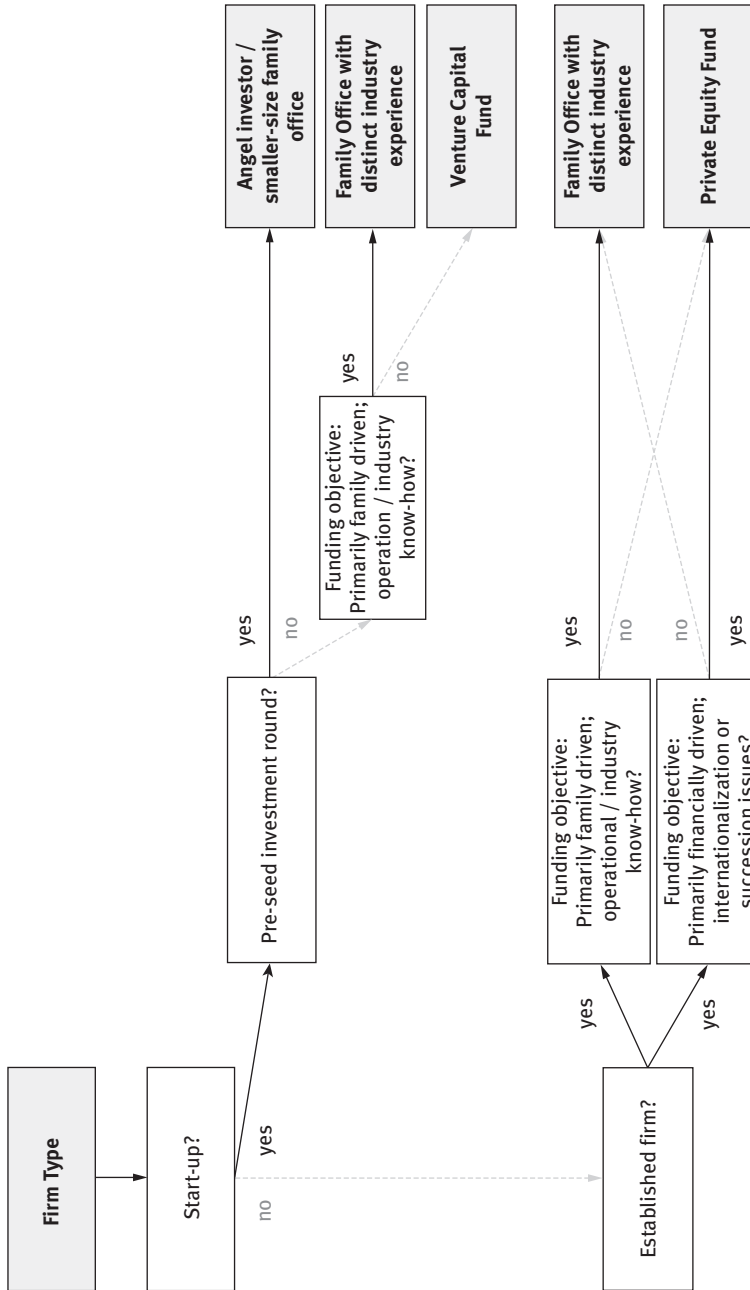 Firm Type
Start-up?
yes
no
Pre-seed investment round?
yes
no
Angel investor /
smaller-size family
office
Funding objective:
Primarily family driven;
operation / industry
know-how?
yes
no
Family Office with
distinct industry
experience
Venture Capital
Fund
Established firm?
yes
yes
Funding objective:
Primarily family driven;
operational / industry
know-how?
yes
no
Family Office with
distinct industry
experience
Funding objective:
Primarily financially driven;
internationalization or
succession issues?
no
yes
Private Equity Fund